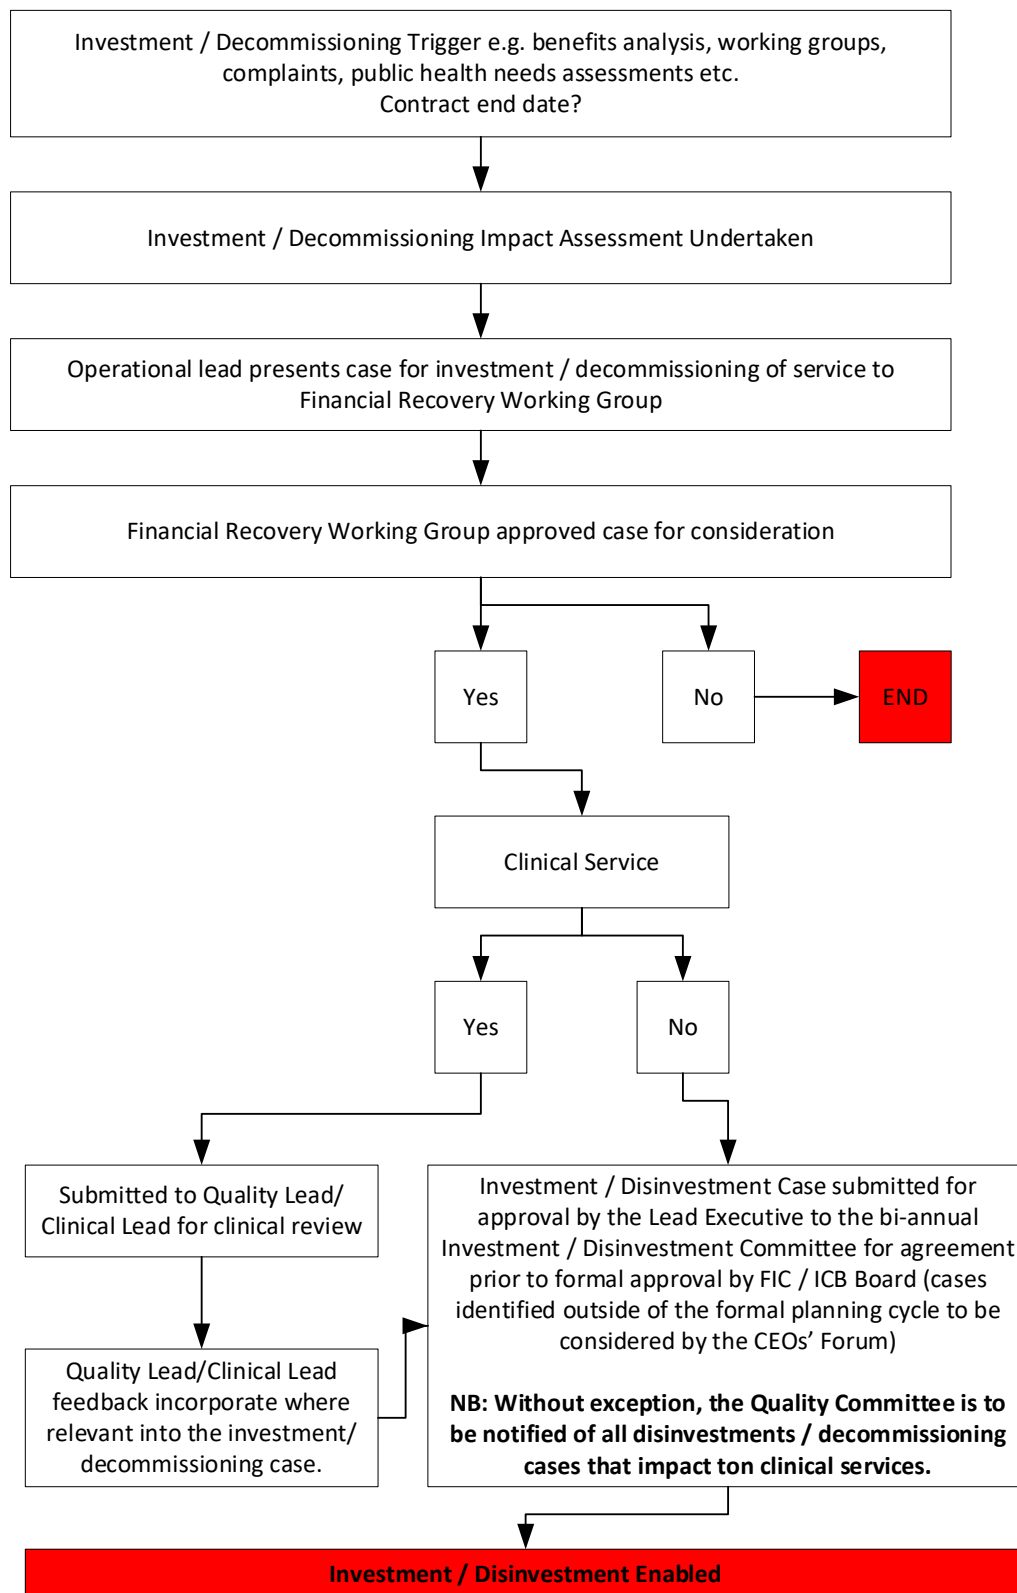 Investment / Decommissioning Trigger e.g. benefits analysis, working groups,
complaints, public health needs assessments etc.
Contract end date?
Investment / Decommissioning Impact Assessment Undertaken
Operational lead presents case for investment / decommissioning of service to
Financial Recovery Working Group
Financial Recovery Working Group approved case for consideration
Yes
No
END
Clinical Service
Yes
No
Submitted to Quality Lead/
Clinical Lead for clinical review
Quality Lead/Clinical Lead
feedback incorporate where
relevant into the investment/
decommissioning case.
Investment / Disinvestment Case submitted for
approval by the Lead Executive to the bi-annual
Investment / Disinvestment Committee for agreement
prior to formal approval by FIC / ICB Board (cases
identified outside of the formal planning cycle to be
considered by the CEOs’ Forum)
NB: Without exception, the Quality Committee is to
be notified of all disinvestments / decommissioning
cases that impact ton clinical services.
Investment / Disinvestment Enabled